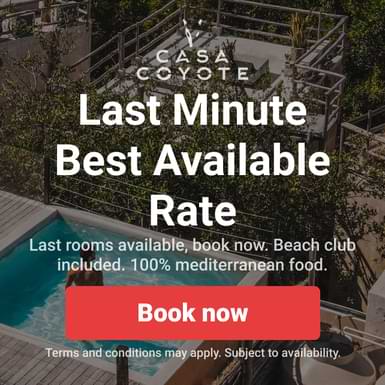 CASA
COYOTE
Last Minute
Best Available
Rate
Last rooms available, book now. Beach club
included. 100% mediterranean food.
Book now
Terms and conditions may apply. Subject to availability.